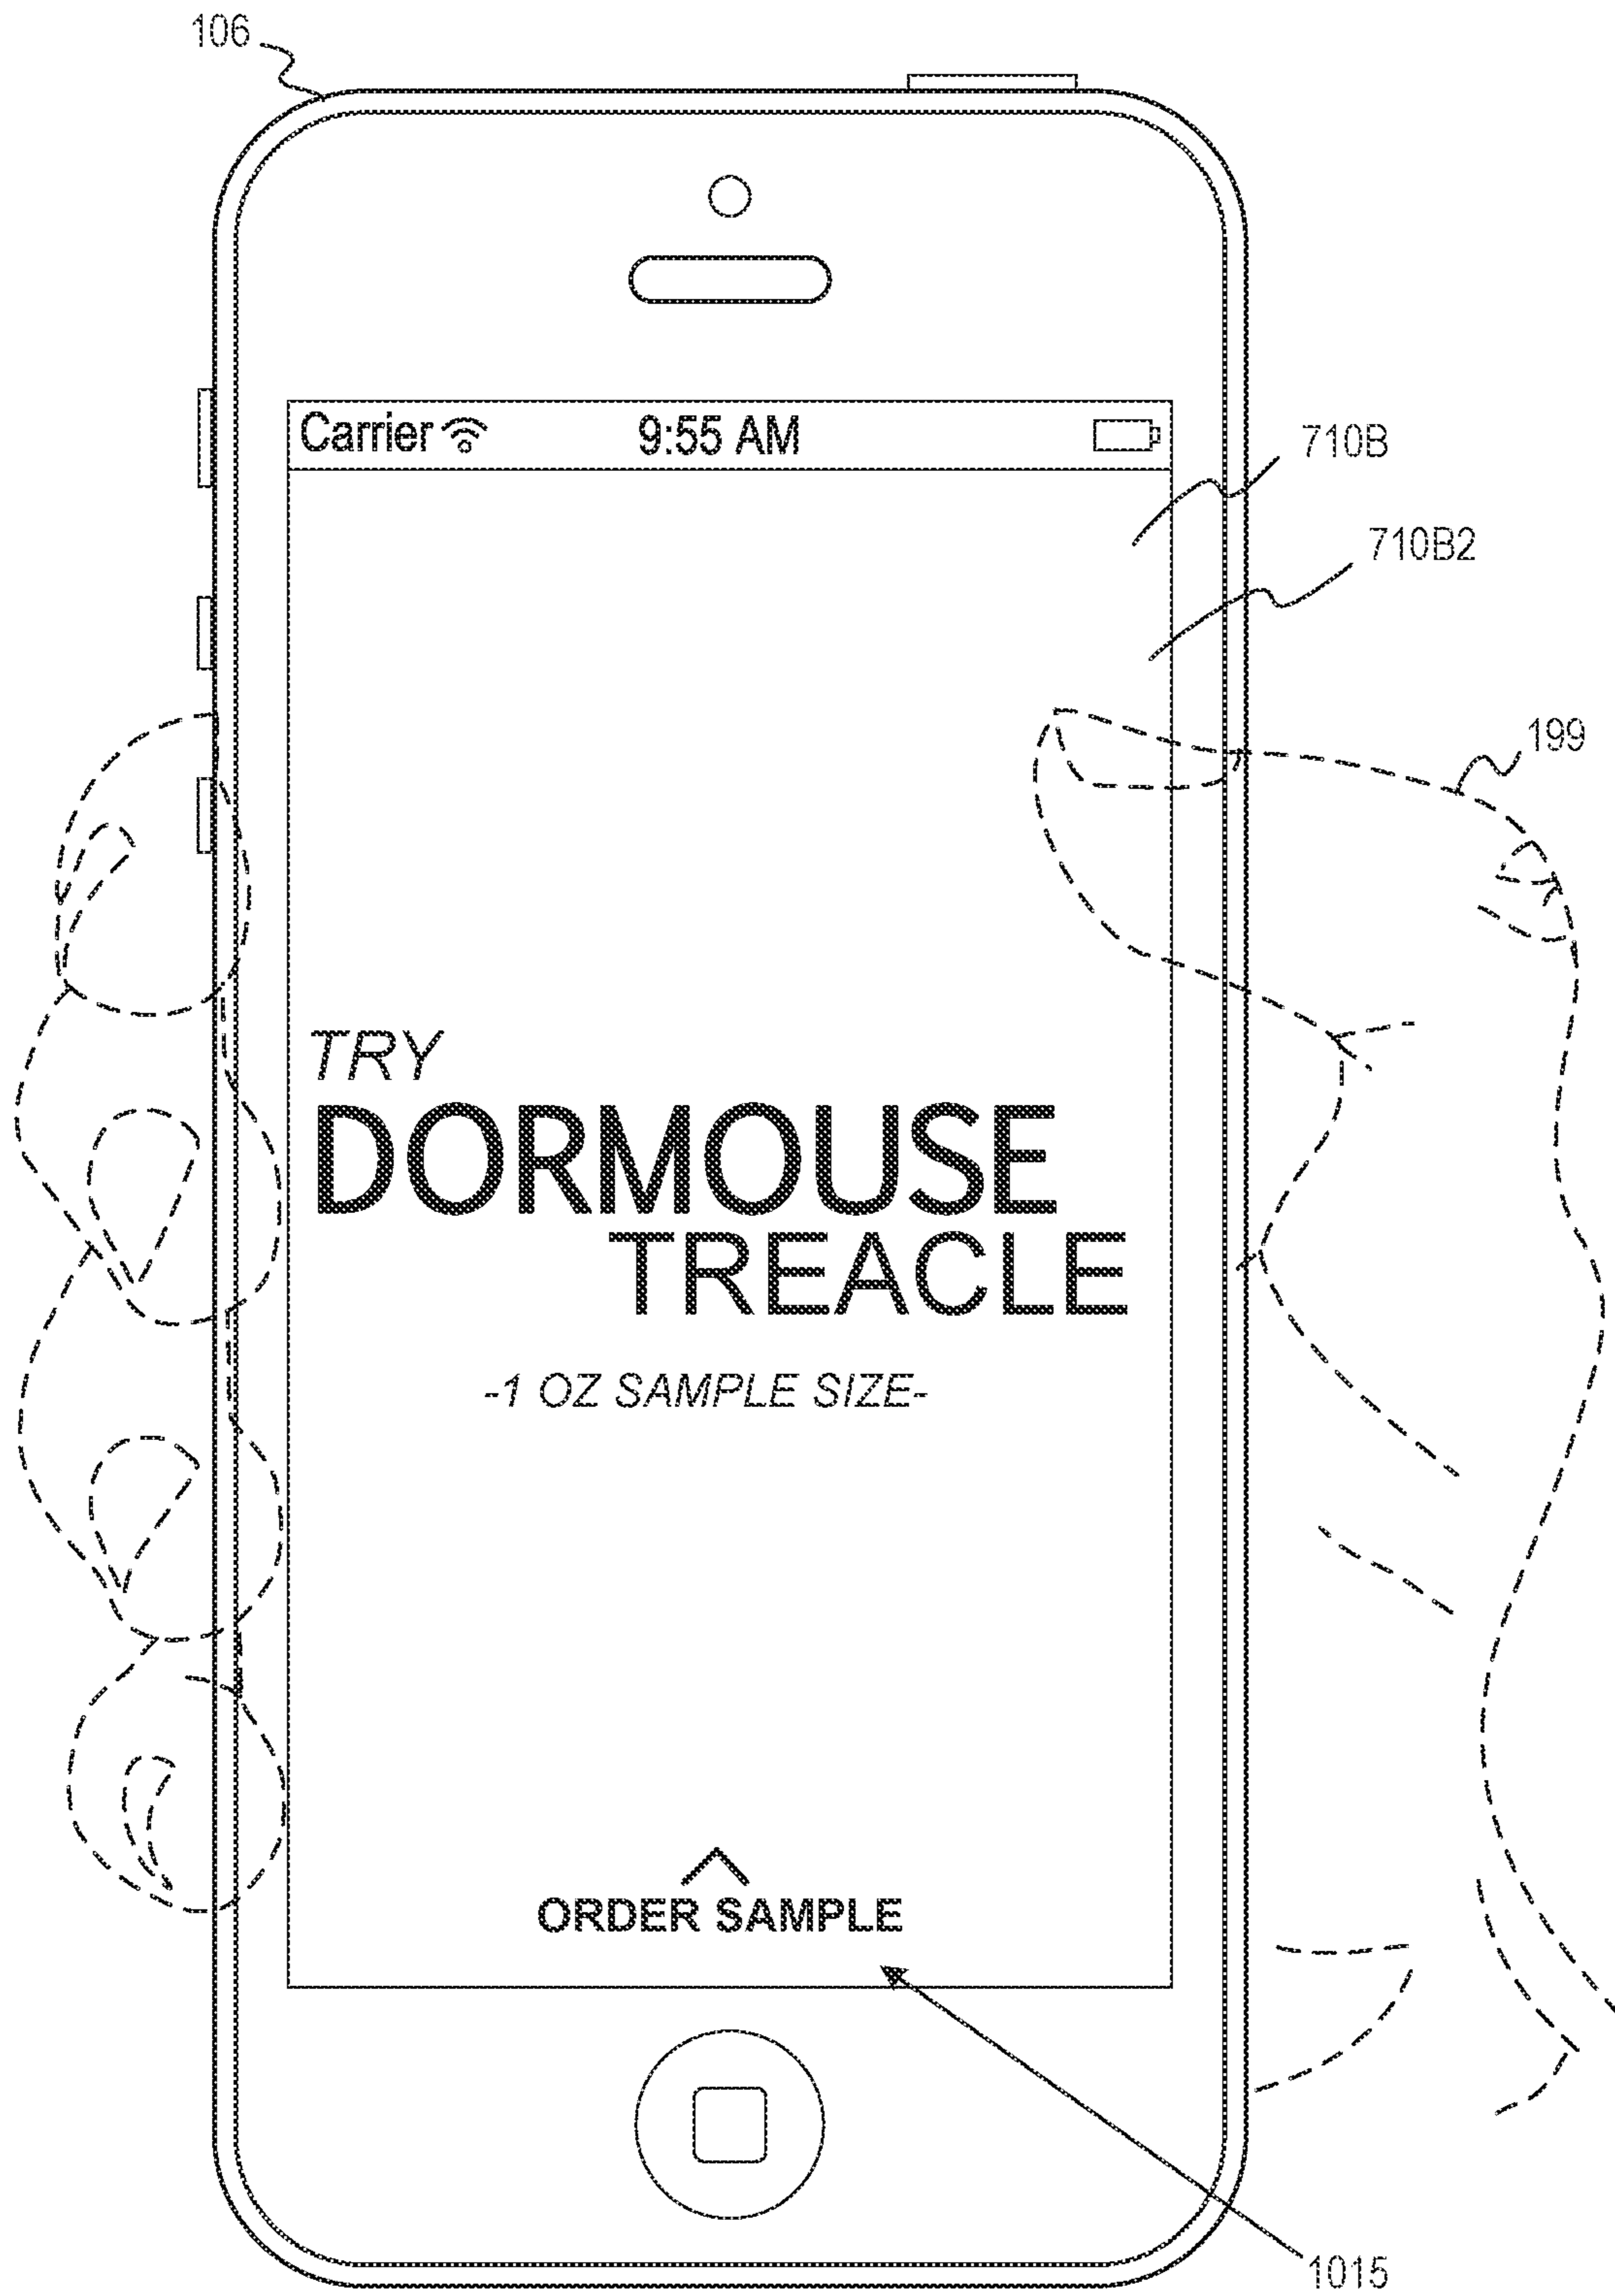 106
Carrier 9:55 AM
710B
710B2
199
TRY
DORMOUSE
TREACLE
-1 OZ SAMPLE SIZE-
ORDER SAMPLE
1015